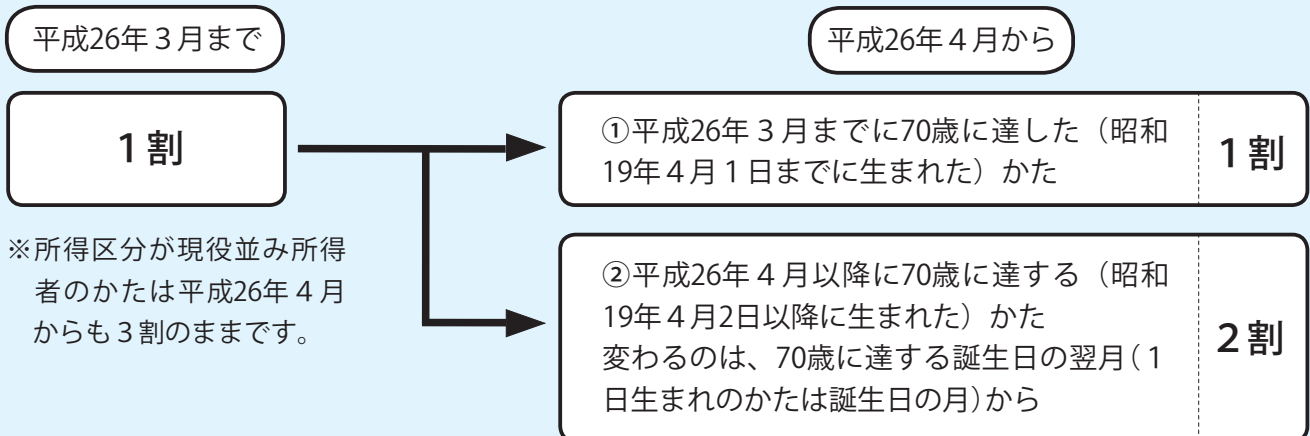 平成26年３月まで
１割
※所得区分が現役並み所得
者のかたは平成26年４月
からも３割のままです。
平成26年４月から
①平成26年３月までに70歳に達した（昭和
19年４月１日までに生まれた）かた
１割
②平成26年４月以降に70歳に達する（昭和
19年４月2日以降に生まれた）かた
変わるのは、70歳に達する誕生日の翌月（１
日生まれのかたは誕生日の月）から
２割